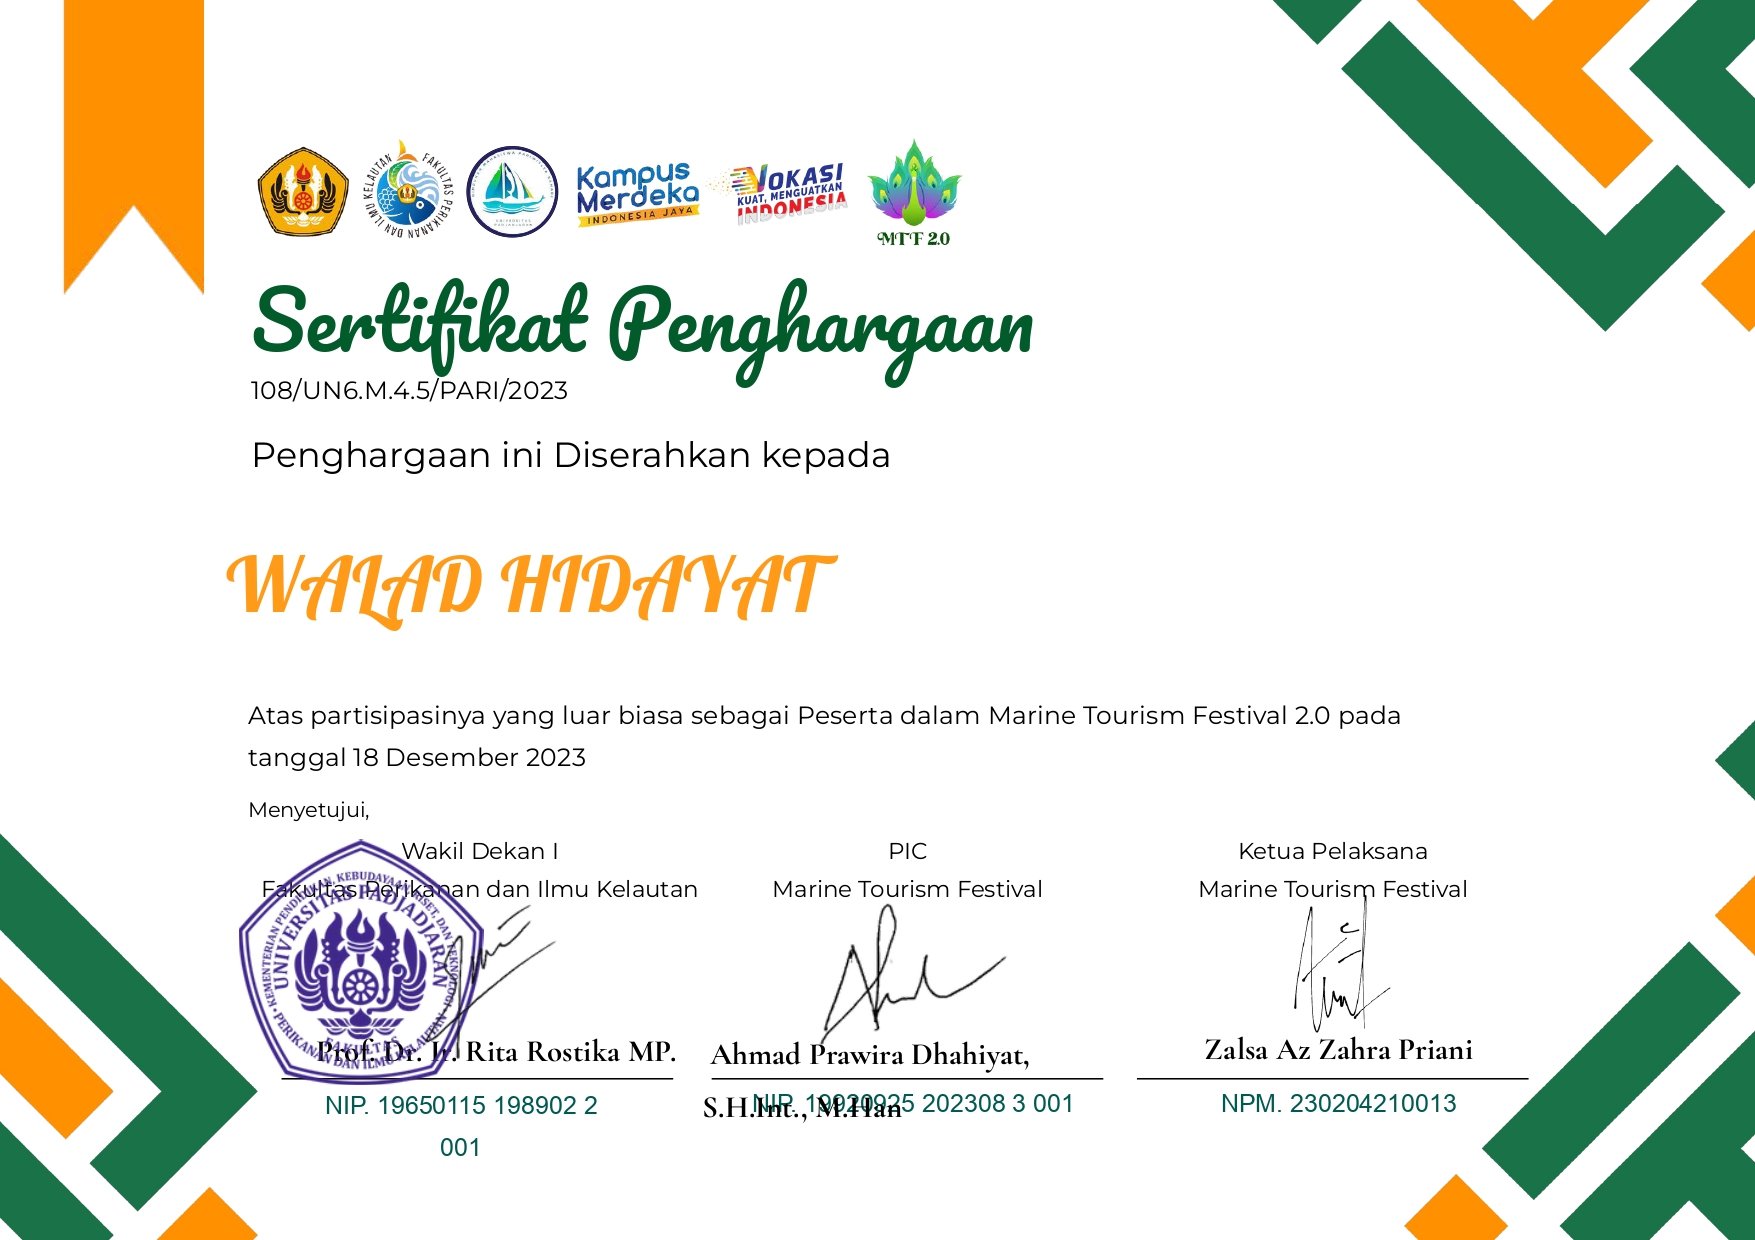 FAKULTAS PERIKANAN DAN ILMU KELAUTAN
UNIVERSITAS PADJADJARAN
Kampus Merdeka
INDONESIA JAYA
VOKASI
KUAT, MENGUATKAN
INDONESIA
MTF 2.0
Sertifikat Penghargaan
108/UN6.M.4.5/PARI/2023
Penghargaan ini Diserahkan kepada
WALAD HIDAYAT
Atas partisipasinya yang luar biasa sebagai Peserta dalam Marine Tourism Festival 2.0 pada
tanggal 18 Desember 2023
Menyetujui,
Wakil Dekan I
Fakultas Perikanan dan Ilmu Kelautan
PIC
Marine Tourism Festival
Ketua Pelaksana
Marine Tourism Festival
KEMENTERIAN PENDIDIKAN, KEBUDAYAAN, RISET, DAN TEKNOLOGI
UNIVERSITAS PADJADJARAN
FAKULTAS
PERIKANAN DAN ILMU KELAUTAN
Prof. Dr. Ir. Rita Rostika MP.
NIP. 19650115 198902 2
001
Ahmad Prawira Dhahiyat,
S.H.Int., M.Han
NIP. 19920925 202308 3 001
Zalsa Az Zahra Priani
NPM. 230204210013